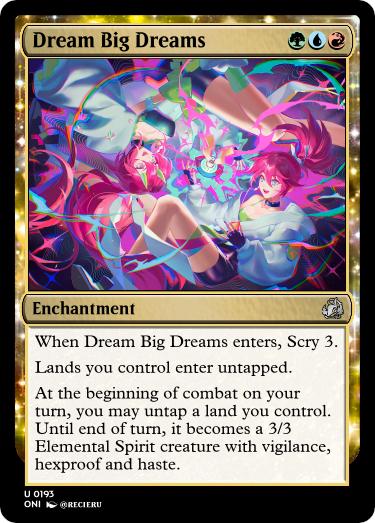 Dream Big Dreams
Enchantment
When Dream Big Dreams enters, Scry 3.
Lands you control enter untapped.
At the beginning of combat on your
turn, you may untap a land you control.
Until end of turn, it becomes a 3/3
Elemental Spirit creature with vigilance,
hexproof and haste.
U 0193
ONI @RECIERU